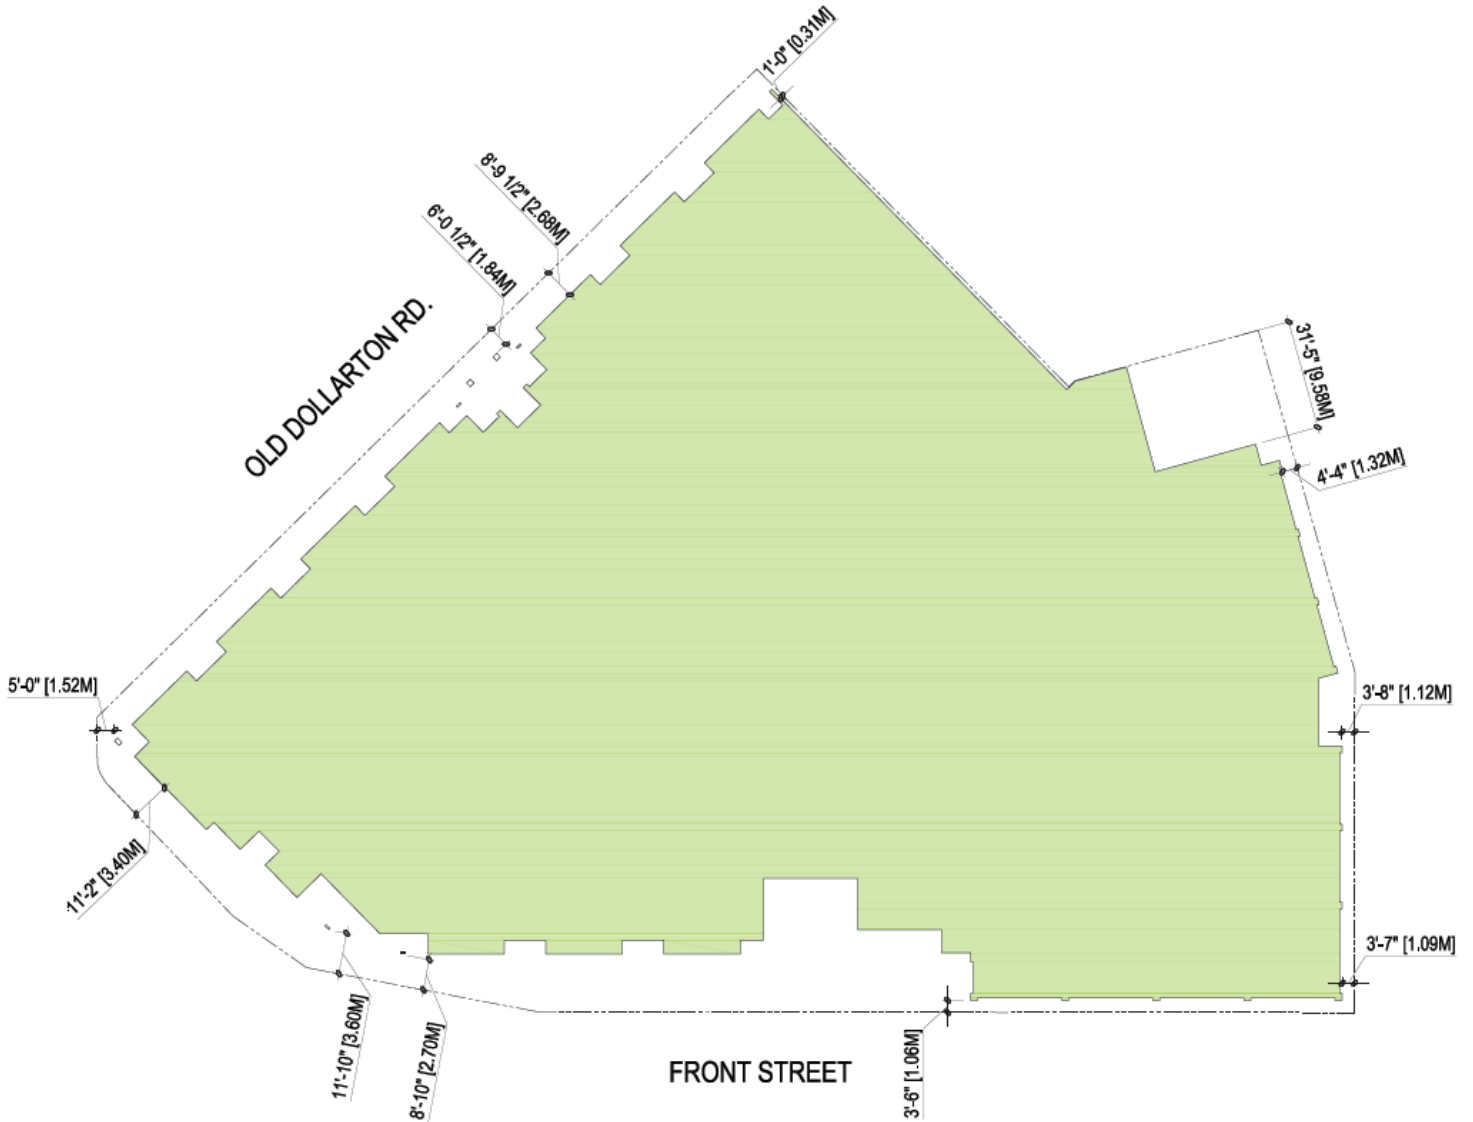 1'-0" [0.31M]
8'-9 1/2" [2.68M]
6'-0 1/2" [1.84M]
OLD DOLLARTON RD.
31'-5" [9.58M]
4'-4" [1.32M]
5'-0" [1.52M]
3'-8" [1.12M]
11'-2" [3.40M]
3'-7" [1.09M]
11'-10" [3.60M]
8'-10" [2.70M]
3'-6" [1.06M]
FRONT STREET